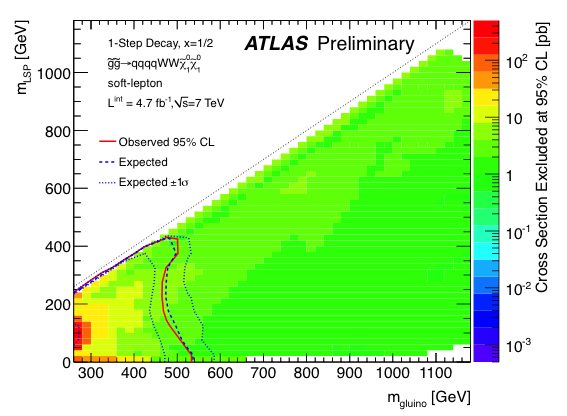 ATLAS Preliminary
1-Step Decay, x=1/2
g̃g̃→qqqqWWχ̃⁰₁χ̃⁰₁
soft-lepton
Lⁱⁿᵗ = 4.7 fb⁻¹,√s=7 TeV
Observed 95% CL
Expected
Expected ±1σ
m_LSP [GeV]
1000
800
600
400
200
0
300 400 500 600 700 800 900 1000 1100
m_gluino [GeV]
10²
10
1
10⁻¹
10⁻²
10⁻³
Cross Section Excluded at 95% CL [pb]